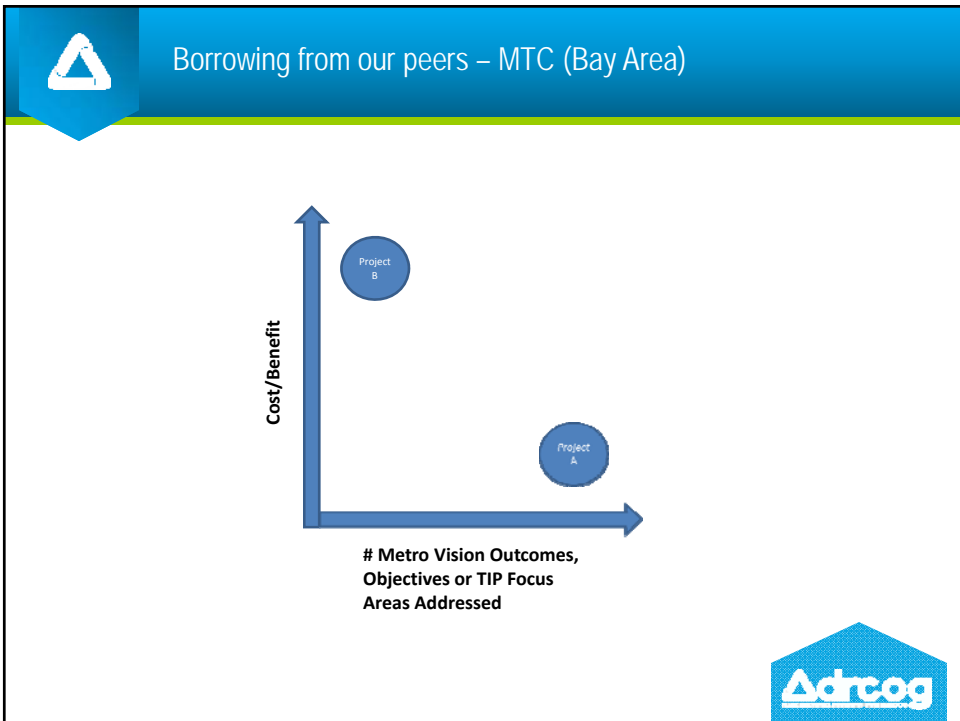 Borrowing from our peers – MTC (Bay Area)
Project
B
Cost/Benefit
Project
A
# Metro Vision Outcomes,
Objectives or TIP Focus
Areas Addressed
drcog